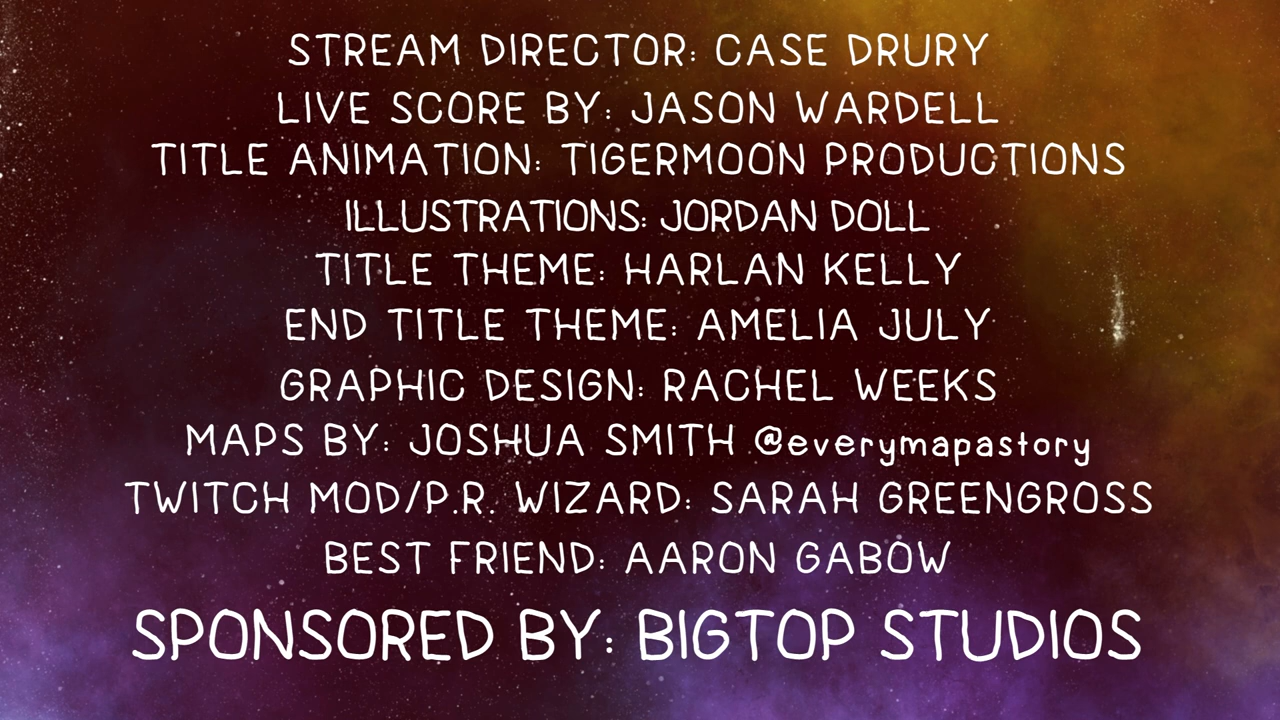 STREAM DIRECTOR: CASE DRURY
LIVE SCORE BY: JASON WARDELL
TITLE ANIMATION: TIGERMOON PRODUCTIONS
ILLUSTRATIONS: JORDAN DOLL
TITLE THEME: HARLAN KELLY
END TITLE THEME: AMELIA JULY
GRAPHIC DESIGN: RACHEL WEEKS
MAPS BY: JOSHUA SMITH @everymapastory
TWITCH MOD/P.R. WIZARD: SARAH GREENGROSS
BEST FRIEND: AARON GABOW
SPONSORED BY: BIGTOP STUDIOS